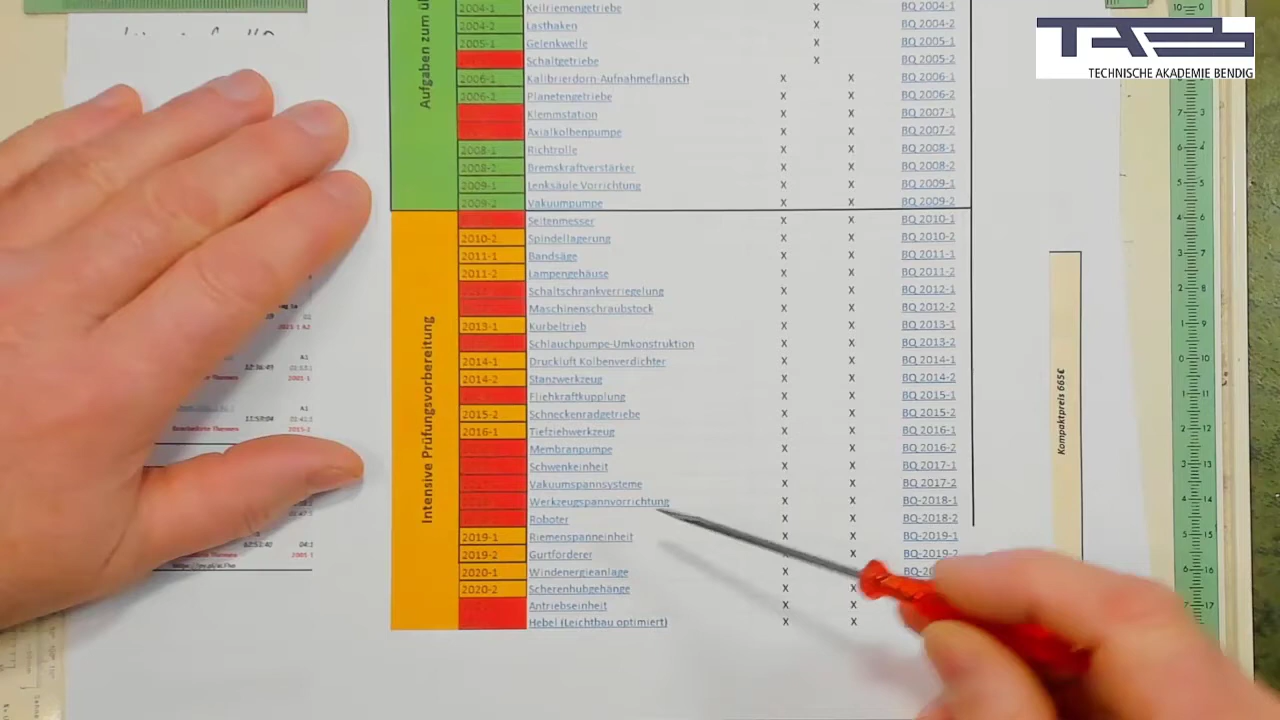 TAB
TECHNISCHE AKADEMIE BENDIG
Aufgaben zum
2004-1 Keilriemengetriebe X BQ 2004-1
2004-2 Lasthaken X BQ 2004-2
2005-1 Gelenkwelle X BQ 2005-1
Schaltgetriebe X BQ 2005-2
2006-1 Kalibrierdorn-Aufnahmeflansch X X BQ 2006-1
2006-2 Planetengetriebe X X BQ 2006-2
Klemmstation X X BQ 2007-1
Axialkolbenpumpe X X BQ 2007-2
2008-1 Richtrolle X X BQ 2008-1
2008-2 Bremskraftverstärker X X BQ 2008-2
2009-1 Lenksäule Vorrichtung X X BQ 2009-1
2009-2 Vakuumpumpe X X BQ 2009-2
Intensive Prüfungsvorbereitung
Seitenmesser X X BQ 2010-1
2010-2 Spindellagerung X X BQ 2010-2
2011-1 Bandsäge X X BQ 2011-1
2011-2 Lampengehäuse X X BQ 2011-2
Schaltschrankverriegelung X X BQ 2012-1
Maschinenschraubstock X X BQ 2012-2
2013-1 Kurbeltrieb X X BQ 2013-1
Schlauchpumpe-Umkonstruktion X X BQ 2013-2
2014-1 Druckluft Kolbenverdichter X X BQ 2014-1
2014-2 Stanzwerkzeug X X BQ 2014-2
Fliehkraftkupplung X X BQ 2015-1
2015-2 Schneckenradgetriebe X X BQ 2015-2
2016-1 Tiefziehwerkzeug X X BQ 2016-1
Membranpumpe X X BQ 2016-2
Schwenkeinheit X X BQ 2017-1
Vakuumspannsysteme X X BQ 2017-2
Werkzeugspannvorrichtung X X BQ-2018-1
Roboter X X BQ-2018-2
2019-1 Riemenspanneinheit X X BQ-2019-1
2019-2 Gurtförderer X X BQ-2019-2
2020-1 Windenergieanlage X X
2020-2 Scherenhubgehänge X X
Antriebseinheit X X
Hebel (Leichtbau optimiert) X X
Kompaktpreis 665€